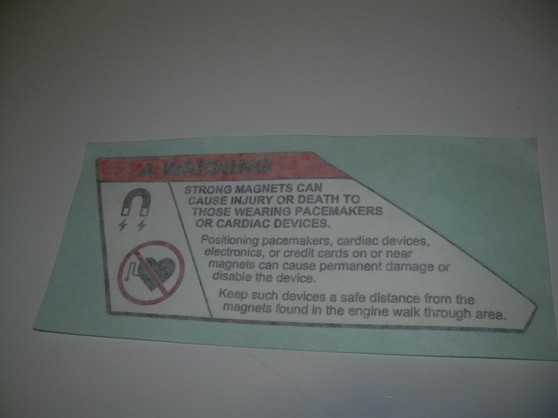 WARNING
STRONG MAGNETS CAN
CAUSE INJURY OR DEATH TO
THOSE WEARING PACEMAKERS
OR CARDIAC DEVICES.
Positioning pacemakers, cardiac devices,
electronics, or credit cards on or near
magnets can cause permanent damage or
disable the device.
Keep such devices a safe distance from the
magnets found in the engine walk through area.